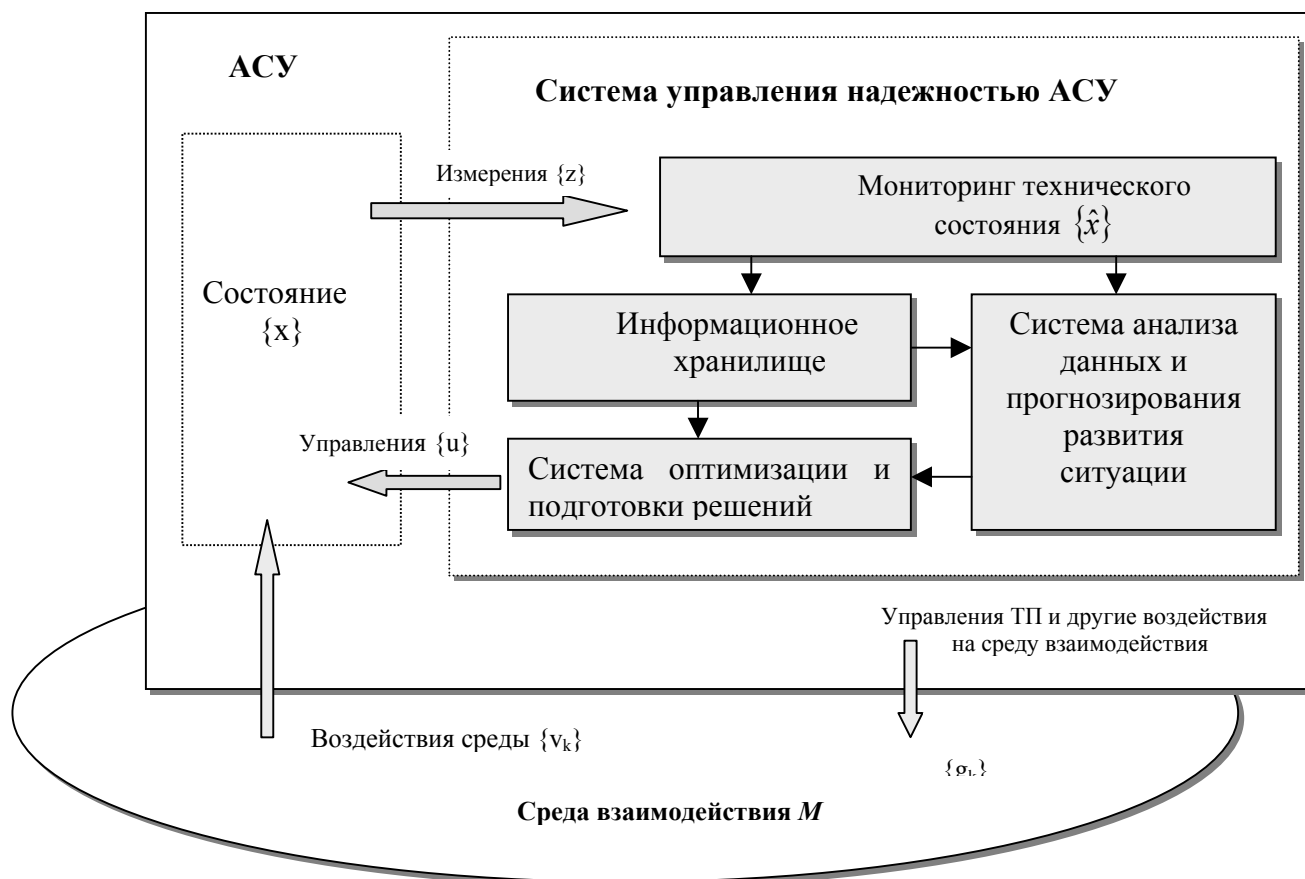 АСУ
Система управления надежностью АСУ
Измерения {z}
Мониторинг технического
состояния {x̂}
Состояние
{x}
Информационное
хранилище
Система анализа
данных и
прогнозирования
развития
ситуации
Управления {u}
Система оптимизации и
подготовки решений
Управления ТП и другие воздействия
на среду взаимодействия
Воздействия среды {vₖ}
{gₖ}
Среда взаимодействия M